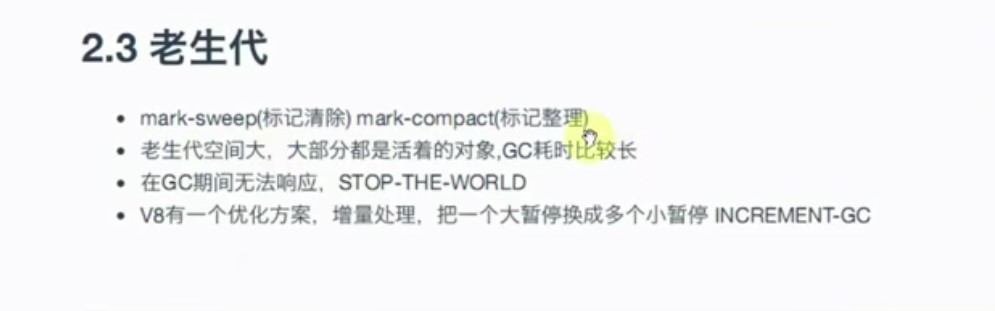 2.3 老生代
mark-sweep(标记清除) mark-compact(标记整理)
老生代空间大，大部分都是活着的对象,GC耗时比较长
在GC期间无法响应，STOP-THE-WORLD
V8有一个优化方案，增量处理，把一个大暂停换成多个小暂停 INCREMENT-GC